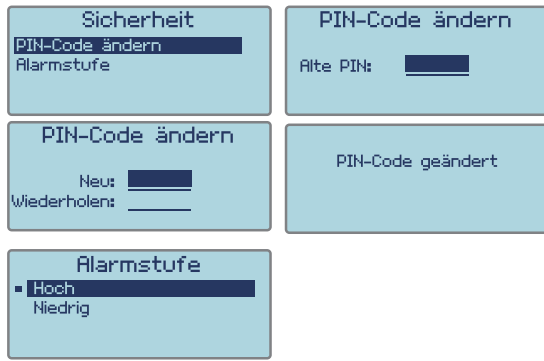 Sicherheit
PIN-Code ändern
Alarmstufe
PIN-Code ändern
Alte PIN:
PIN-Code ändern
Neu:
Wiederholen:
PIN-Code geändert
Alarmstufe
Hoch
Niedrig